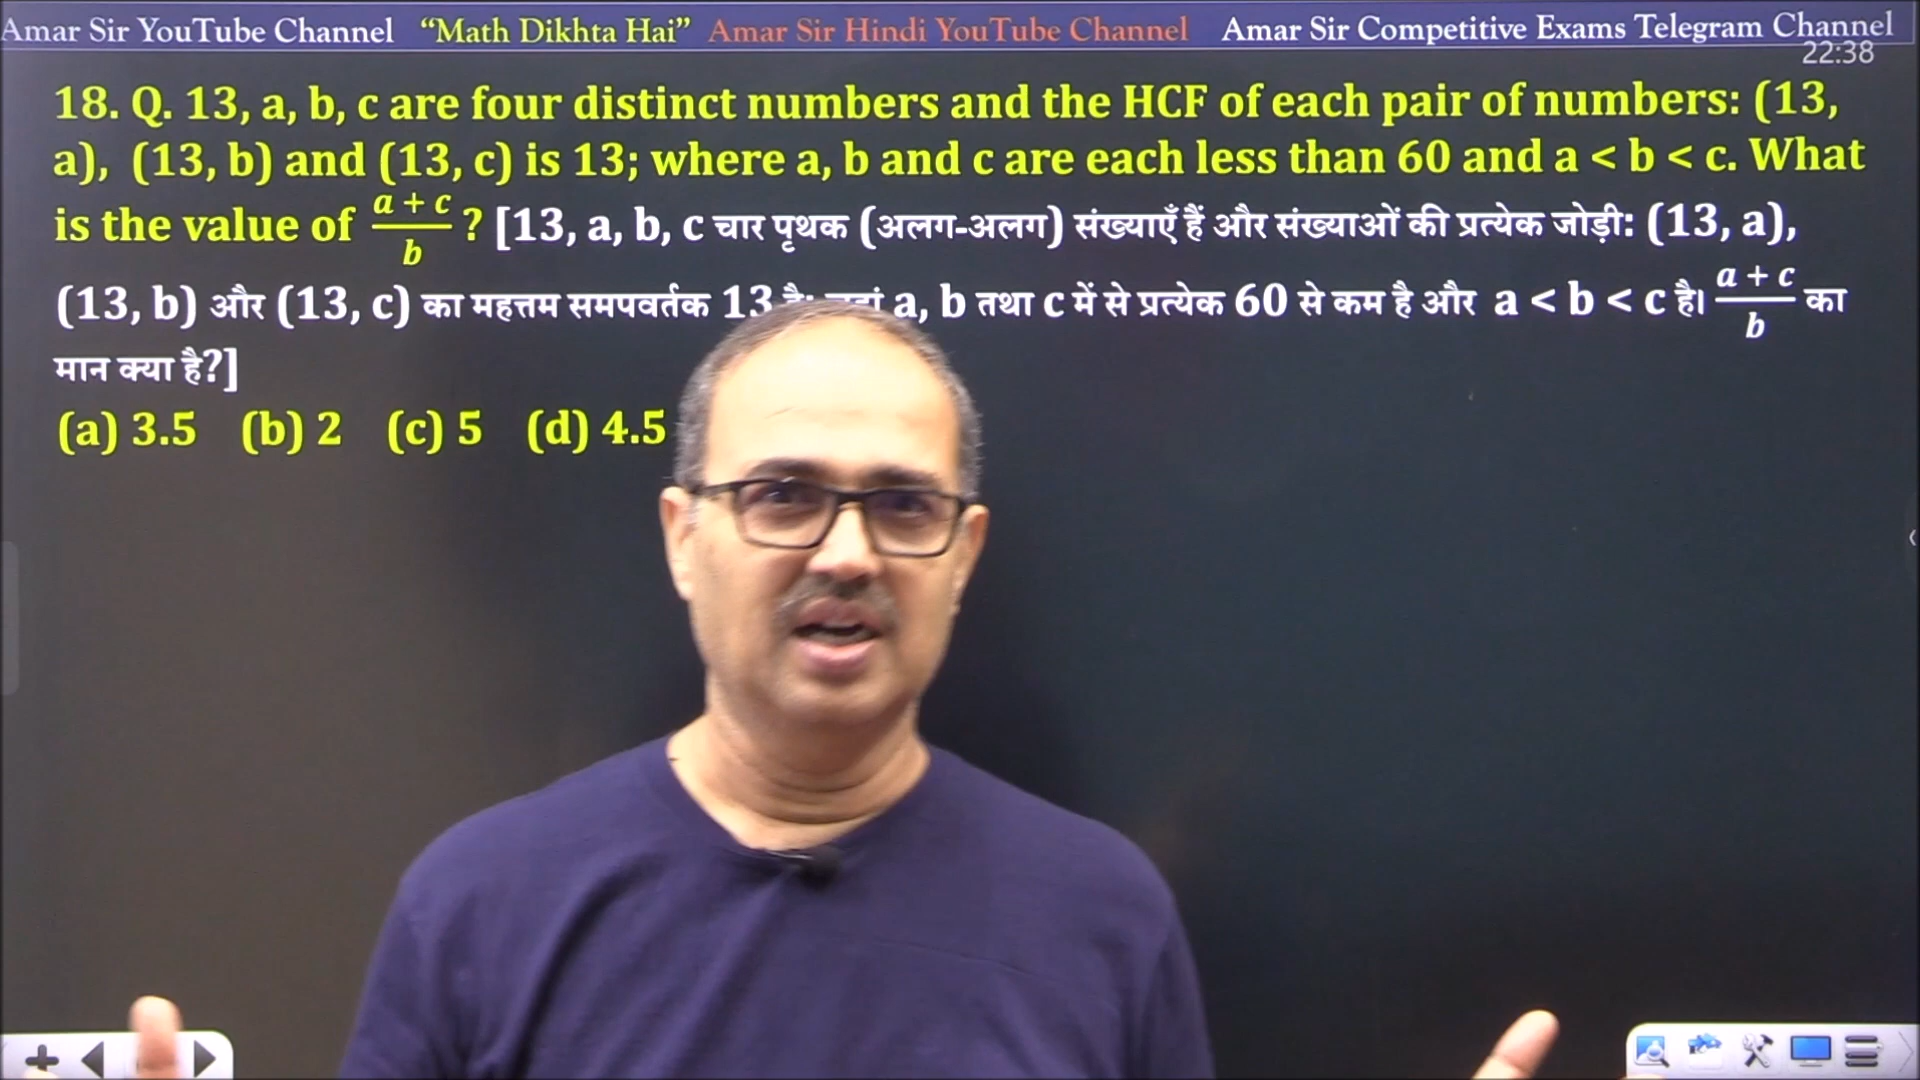 Amar Sir YouTube Channel “Math Dikhta Hai” Amar Sir Hindi YouTube Channel Amar Sir Competitive Exams Telegram Channel
22:38
18. Q. 13, a, b, c are four distinct numbers and the HCF of each pair of numbers: (13,
a), (13, b) and (13, c) is 13; where a, b and c are each less than 60 and a < b < c. What
is the value of \frac{a + c}{b} ? [13, a, b, c चार पृथक (अलग-अलग) संख्याएँ हैं और संख्याओं की प्रत्येक जोड़ी: (13, a),
(13, b) और (13, c) का महत्तम समपवर्तक 13 a, b तथा c में से प्रत्येक 60 से कम है और a < b < c है। \frac{a + c}{b} का
मान क्या है?]
(a) 3.5 (b) 2 (c) 5 (d) 4.5